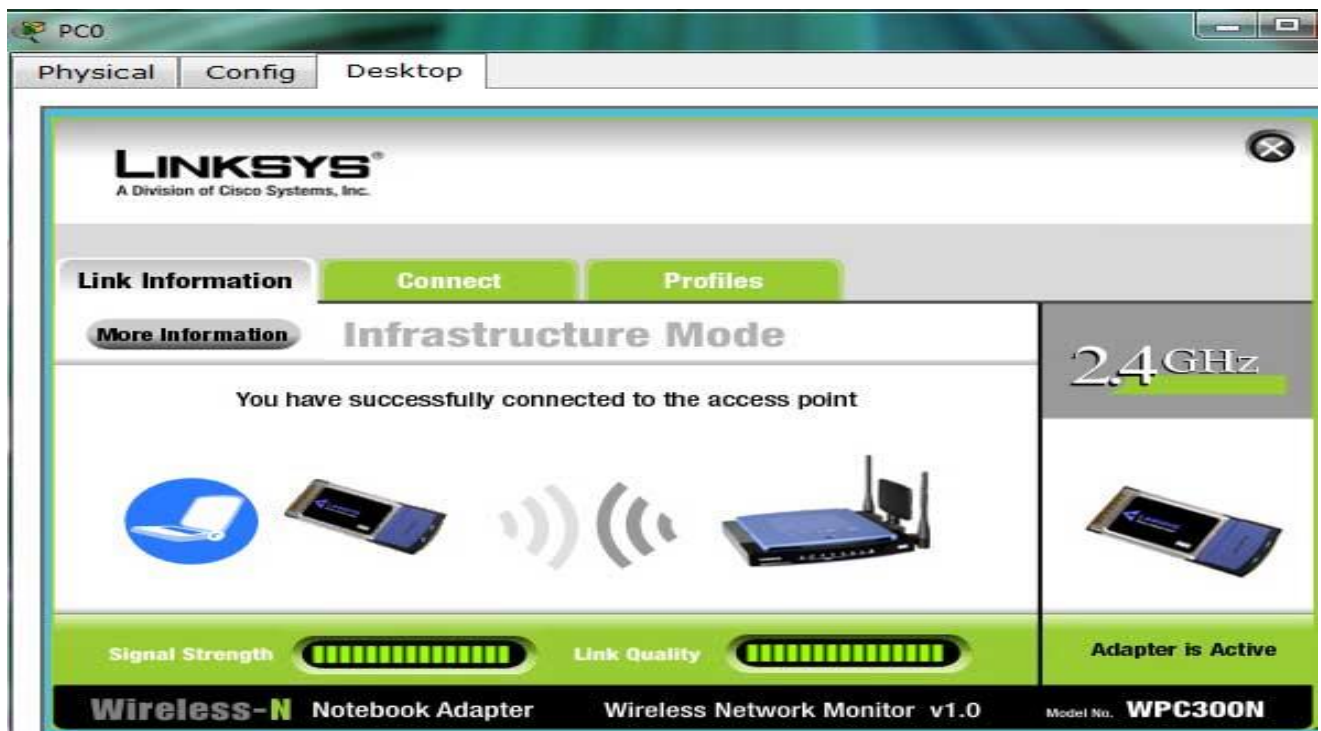 PC0
Physical Config Desktop
LINKSYS®
A Division of Cisco Systems, Inc.
Link Information Connect Profiles
More Information Infrastructure Mode
2.4GHz
You have successfully connected to the access point
Signal Strength Link Quality Adapter is Active
Wireless-N Notebook Adapter Wireless Network Monitor v1.0 Model No. WPC300N